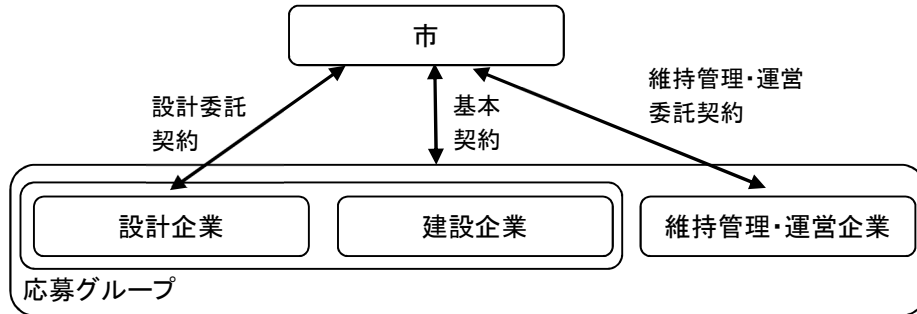 市
設計委託
契約
基本
契約
維持管理・運営
委託契約
設計企業
建設企業
維持管理・運営企業
応募グループ